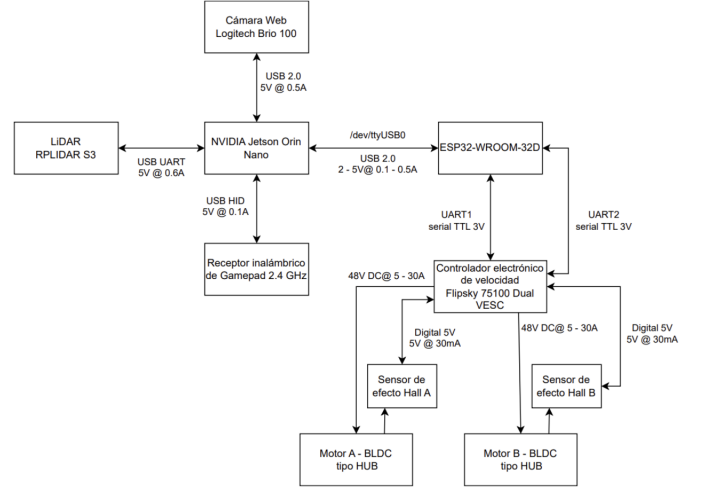 Cámara Web
Logitech Brio 100
USB 2.0
5V @ 0.5A
LiDAR
RPLIDAR S3
USB UART
5V @ 0.6A
NVIDIA Jetson Orin
Nano
/dev/ttyUSB0
USB 2.0
2 - 5V@ 0.1 - 0.5A
ESP32-WROOM-32D
USB HID
5V @ 0.1A
UART1
serial TTL 3V
UART2
serial TTL 3V
Receptor inalámbrico
de Gamepad 2.4 GHz
Controlador electrónico
de velocidad
Flipsky 75100 Dual
VESC
48V DC@ 5 - 30A
Digital 5V
5V @ 30mA
48V DC@ 5 - 30A
Digital 5V
5V @ 30mA
Sensor de
efecto Hall A
Sensor de
efecto Hall B
Motor A - BLDC
tipo HUB
Motor B - BLDC
tipo HUB